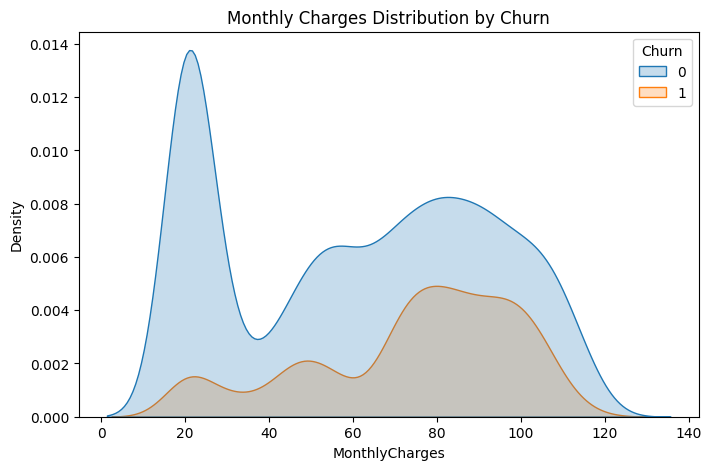 Monthly Charges Distribution by Churn
Churn
0
1
Density
0.014
0.012
0.010
0.008
0.006
0.004
0.002
0.000
0 20 40 60 80 100 120 140
MonthlyCharges